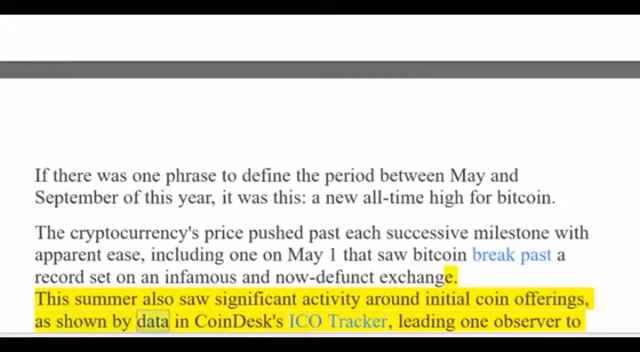 If there was one phrase to define the period between May and
September of this year, it was this: a new all-time high for bitcoin.
The cryptocurrency's price pushed past each successive milestone with
apparent ease, including one on May 1 that saw bitcoin break past a
record set on an infamous and now-defunct exchange.
This summer also saw significant activity around initial coin offerings,
as shown by data in CoinDesk's ICO Tracker, leading one observer to